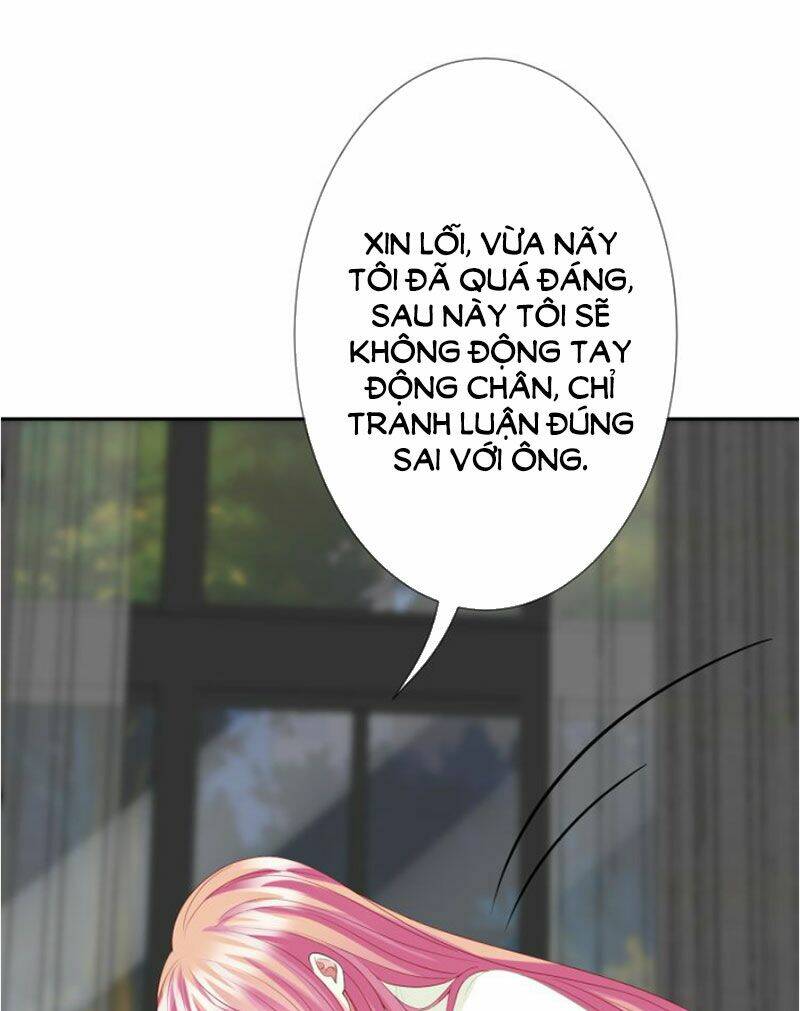 XIN LỖI, VỪA NÃY
TÔI ĐÃ QUÁ ĐÁNG,
SAU NÀY TÔI SẼ
KHÔNG ĐỘNG TAY
ĐỘNG CHÂN, CHỈ
TRANH LUẬN ĐÚNG
SAI VỚI ÔNG.